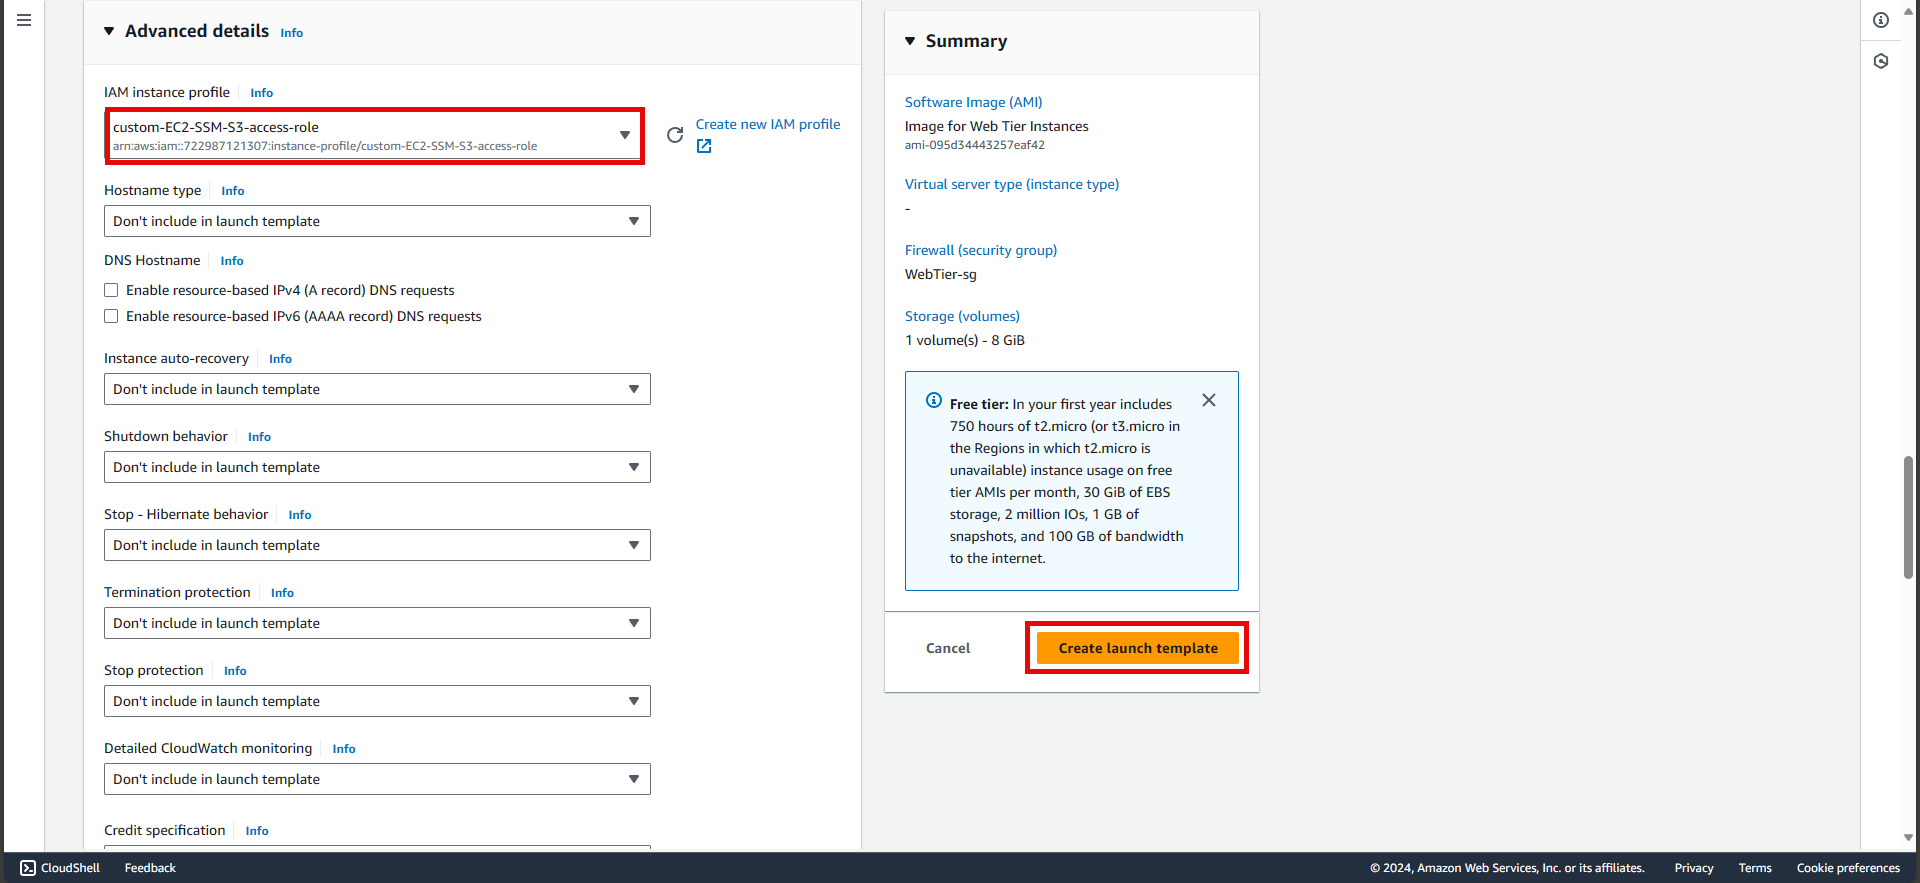 Advanced details Info
IAM instance profile Info
custom-EC2-SSM-S3-access-role
arn:aws:iam::722987121307:instance-profile/custom-EC2-SSM-S3-access-role
Create new IAM profile
Hostname type Info
Don't include in launch template
DNS Hostname Info
Enable resource-based IPv4 (A record) DNS requests
Enable resource-based IPv6 (AAAA record) DNS requests
Instance auto-recovery Info
Don't include in launch template
Shutdown behavior Info
Don't include in launch template
Stop - Hibernate behavior Info
Don't include in launch template
Termination protection Info
Don't include in launch template
Stop protection Info
Don't include in launch template
Detailed CloudWatch monitoring Info
Don't include in launch template
Credit specification Info
Summary
Software Image (AMI)
Image for Web Tier Instances
ami-095d34443257eaf42
Virtual server type (instance type)
-
Firewall (security group)
WebTier-sg
Storage (volumes)
1 volume(s) - 8 GiB
Free tier: In your first year includes
750 hours of t2.micro (or t3.micro in
the Regions in which t2.micro is
unavailable) instance usage on free
tier AMIs per month, 30 GiB of EBS
storage, 2 million IOs, 1 GB of
snapshots, and 100 GB of bandwidth
to the internet.
Cancel
Create launch template
CloudShell Feedback
© 2024, Amazon Web Services, Inc. or its affiliates. Privacy Terms Cookie preferences